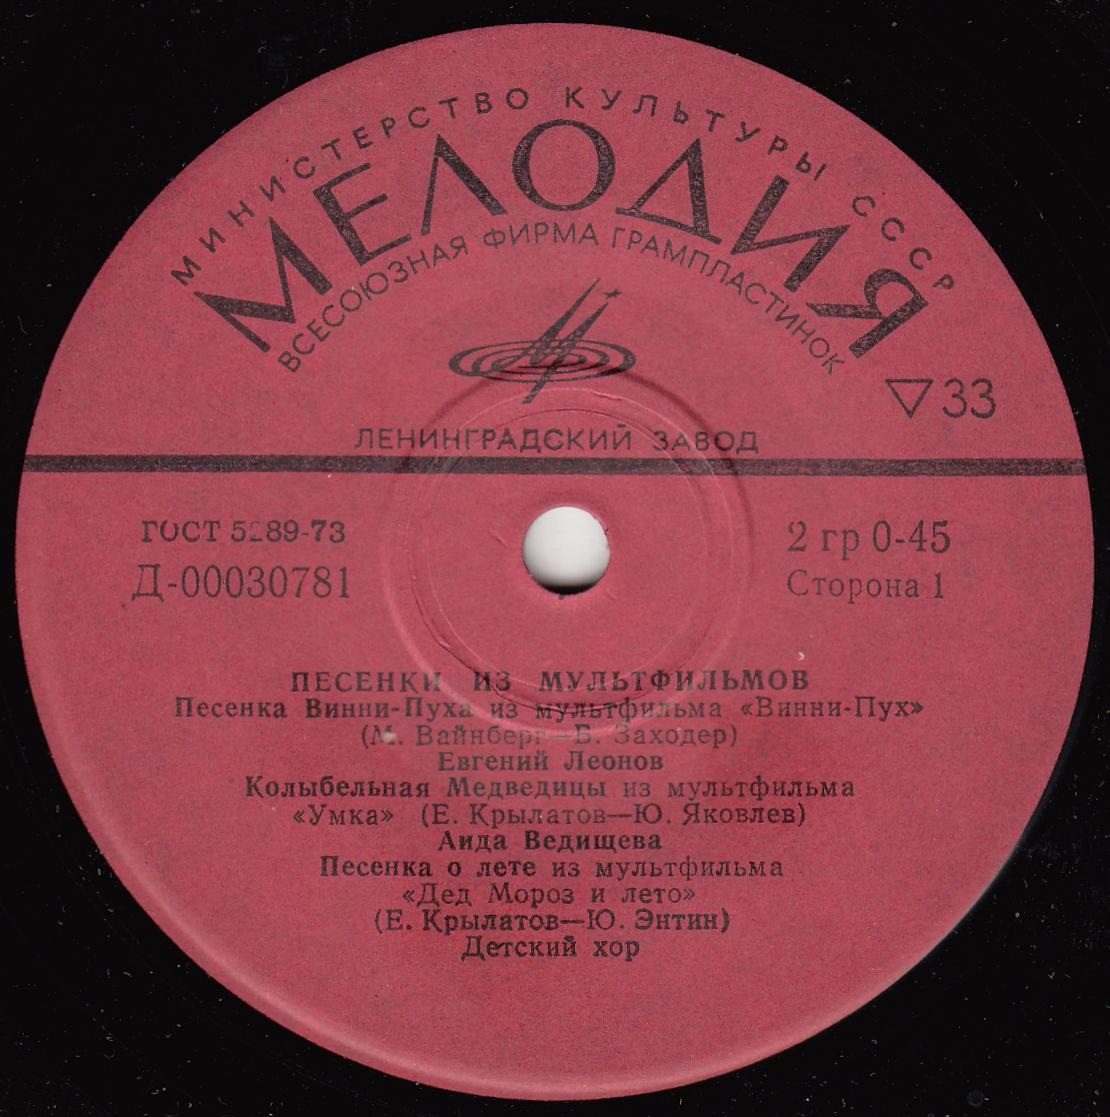 МИНИСТЕРСТВО КУЛЬТУРЫ СССР
МЕЛОДИЯ
ВСЕСОЮЗНАЯ ФИРМА ГРАМПЛАСТИНОК
▽33
ЛЕНИНГРАДСКИЙ ЗАВОД
ГОСТ 5289-73
2 гр 0-45
Д-00030781
Сторона 1
ПЕСЕНКИ ИЗ МУЛЬТФИЛЬМОВ
Песенка Винни-Пуха из мультфильма «Винни-Пух»
(М. Вайнберг—Б. Заходер)
Евгений Леонов
Колыбельная Медведицы из мультфильма
«Умка» (Е. Крылатов—Ю. Яковлев)
Аида Ведищева
Песенка о лете из мультфильма
«Дед Мороз и лето»
(Е. Крылатов—Ю. Энтин)
Детский хор